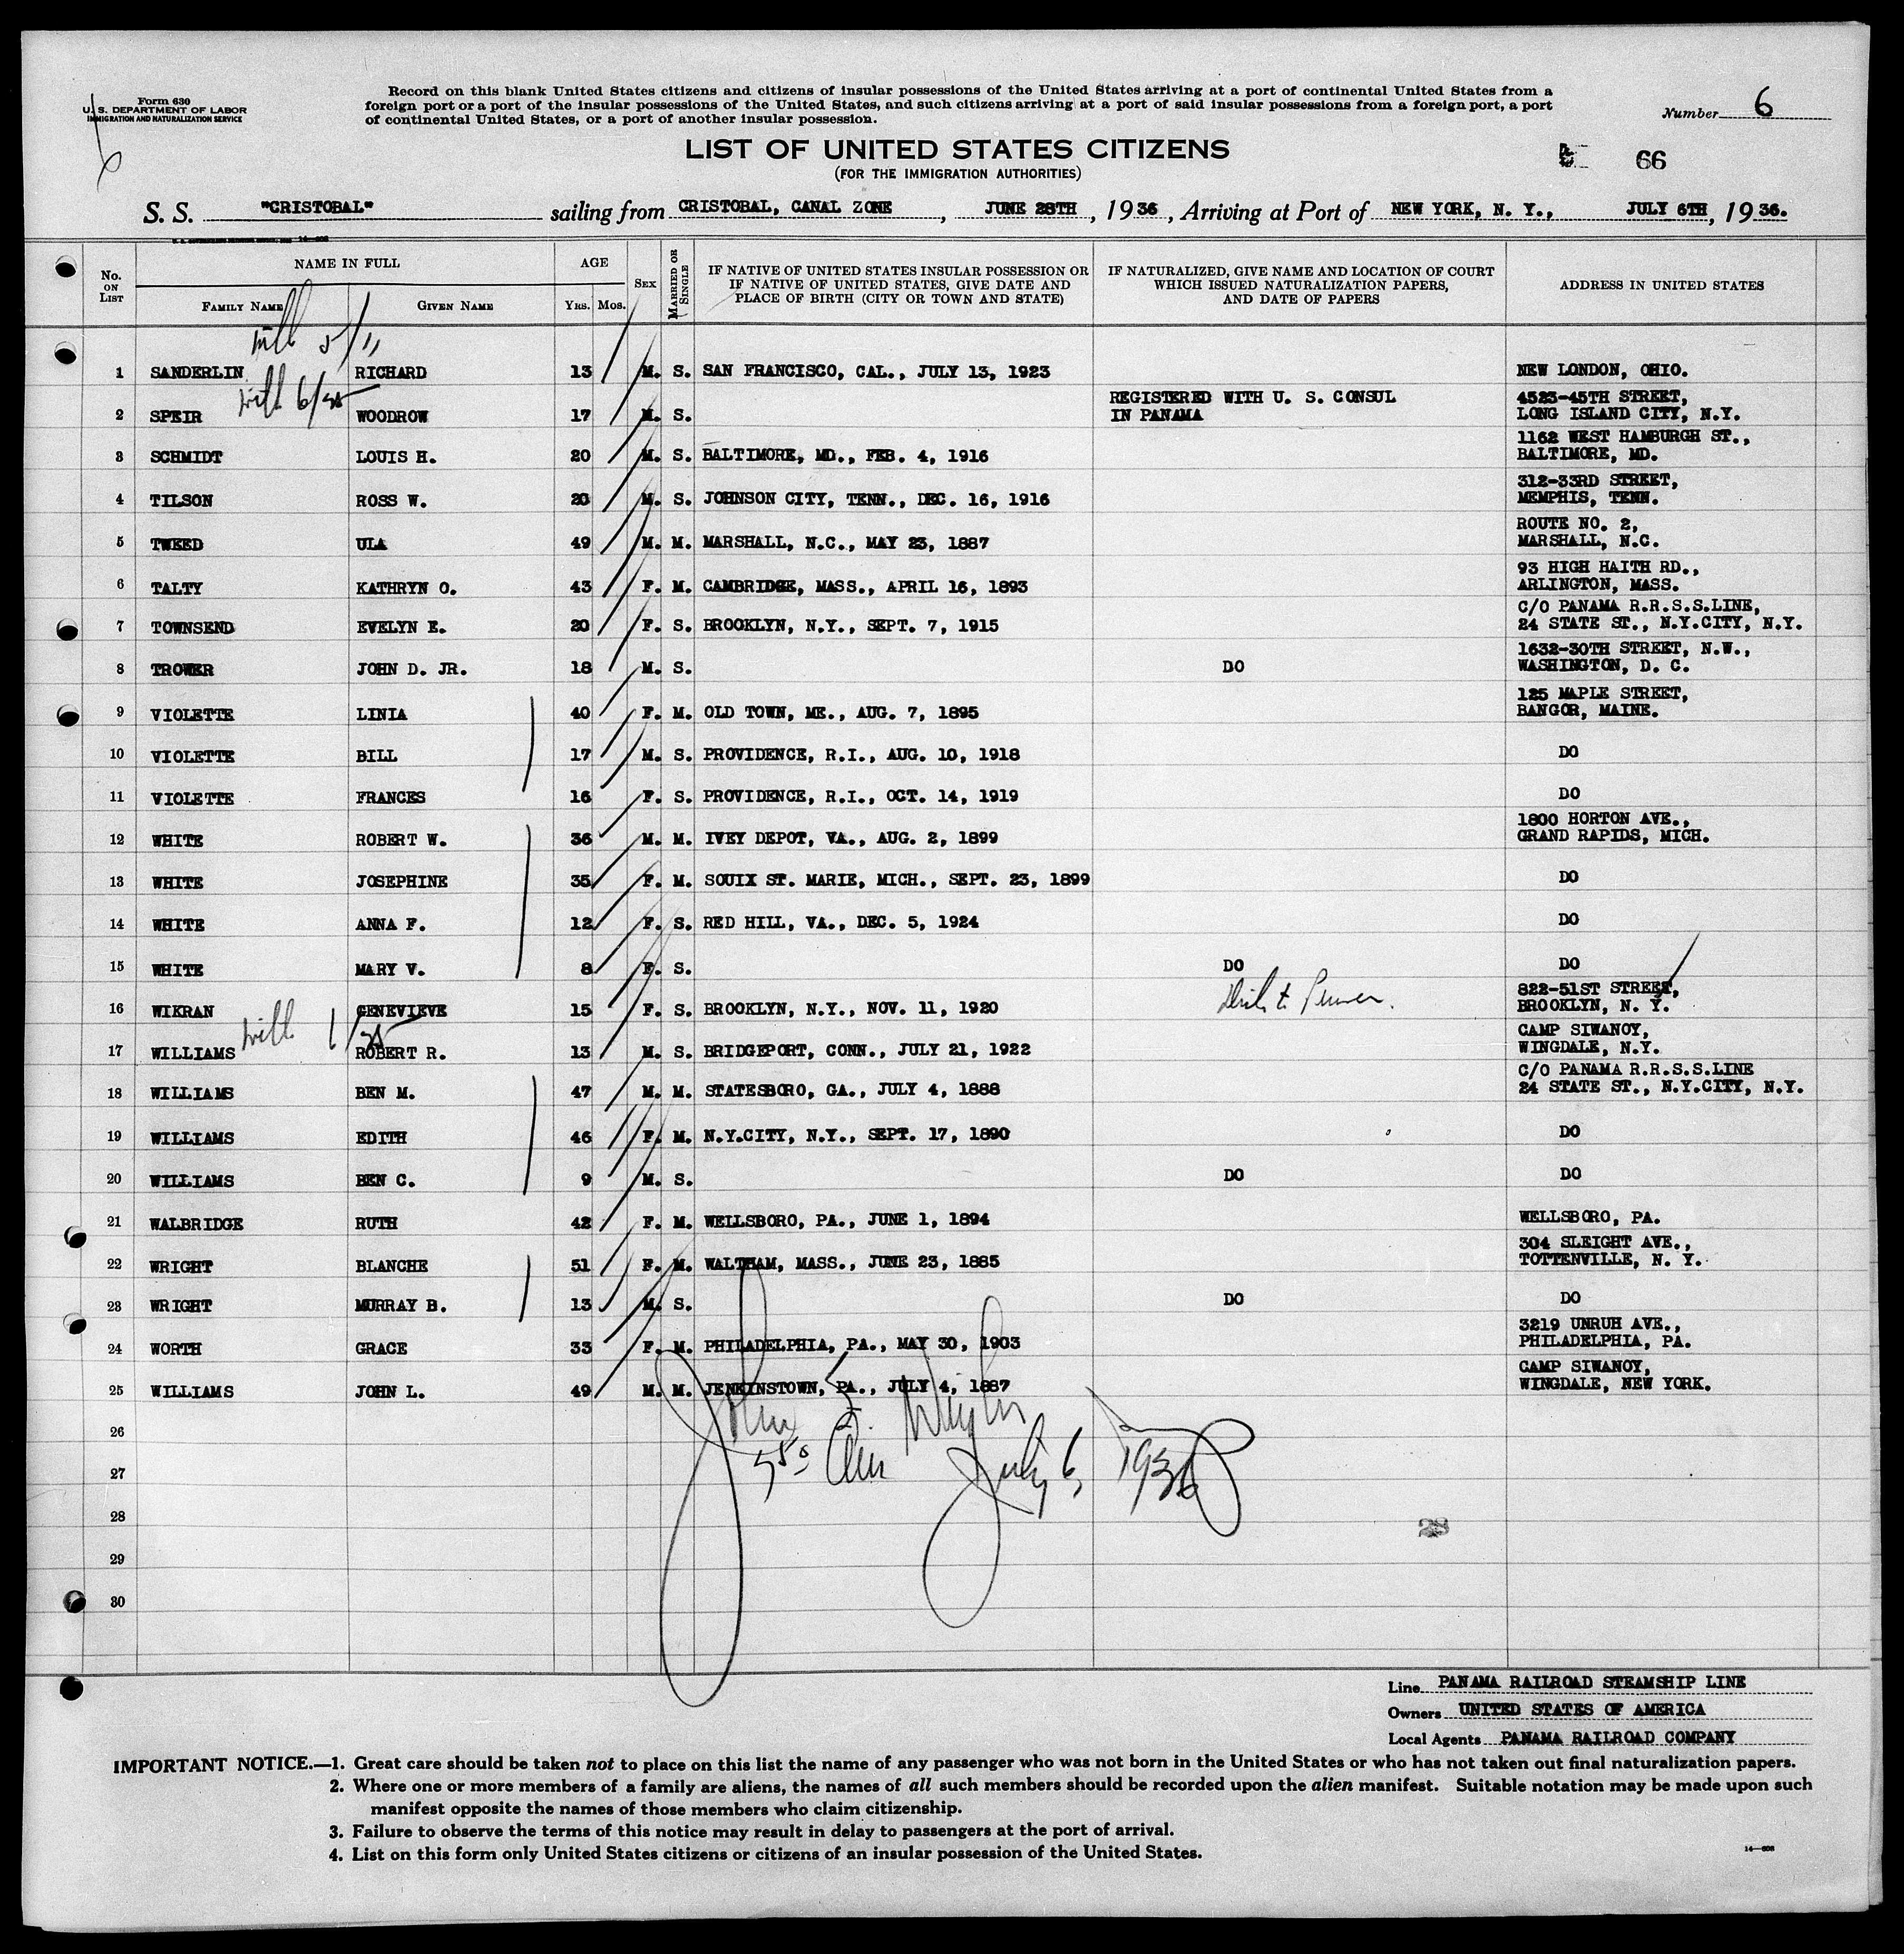 Form 630
U. S. DEPARTMENT OF LABOR
IMMIGRATION AND NATURALIZATION SERVICE
Record on this blank United States citizens and citizens of insular possessions of the United States arriving at a port of continental United States from a
foreign port or a port of the insular possessions of the United States, and such citizens arriving at a port of said insular possessions from a foreign port, a port
of continental United States, or a port of another insular possession.
Number 6
LIST OF UNITED STATES CITIZENS
(FOR THE IMMIGRATION AUTHORITIES)
66
S. S. "CRISTOBAL" sailing from CRISTOBAL, CANAL ZONE, JUNE 28TH, 1936, Arriving at Port of NEW YORK, N. Y., JULY 6TH, 1936.
No. ON LIST
NAME IN FULL
FAMILY NAME
GIVEN NAME
AGE
YRS. MOS.
SEX
MARRIED OR SINGLE
IF NATIVE OF UNITED STATES INSULAR POSSESSION OR
IF NATIVE OF UNITED STATES, GIVE DATE AND
PLACE OF BIRTH (CITY OR TOWN AND STATE)
IF NATURALIZED, GIVE NAME AND LOCATION OF COURT
WHICH ISSUED NATURALIZATION PAPERS,
AND DATE OF PAPERS
ADDRESS IN UNITED STATES
with 5/11
1 SANDERLIN RICHARD 13 M. S. SAN FRANCISCO, CAL., JULY 13, 1923 NEW LONDON, OHIO.
with 6/25
2 SPEIR WOODROW 17 M. S. REGISTERED WITH U. S. CONSUL IN PANAMA 4523-45TH STREET, LONG ISLAND CITY, N.Y.
3 SCHMIDT LOUIS H. 20 M. S. BALTIMORE, MD., FEB. 4, 1916 1162 WEST HAMBURGH ST., BALTIMORE, MD.
4 TILSON ROSS W. 20 M. S. JOHNSON CITY, TENN., DEC. 16, 1916 312-33RD STREET, MEMPHIS, TENN.
5 TWEED ULA 49 M. M. MARSHALL, N.C., MAY 23, 1887 ROUTE NO. 2, MARSHALL, N.C.
6 TALTY KATHRYN O. 43 F. M. CAMBRIDGE, MASS., APRIL 16, 1893 93 HIGH HAITH RD., ARLINGTON, MASS.
7 TOWNSEND EVELYN E. 20 F. S. BROOKLYN, N.Y., SEPT. 7, 1915 C/O PANAMA R.R.S.S.LINE, 24 STATE ST., N.Y.CITY, N.Y.
8 TROWER JOHN D. JR. 18 M. S. DO 1632-30TH STREET, N.W., WASHINGTON, D. C.
9 VIOLETTE LINIA 40 F. M. OLD TOWN, ME., AUG. 7, 1895 125 MAPLE STREET, BANGOR, MAINE.
10 VIOLETTE BILL 17 M. S. PROVIDENCE, R.I., AUG. 10, 1918 DO
11 VIOLETTE FRANCES 16 F. S. PROVIDENCE, R.I., OCT. 14, 1919 DO
12 WHITE ROBERT W. 36 M. M. IVEY DEPOT, VA., AUG. 2, 1899 1800 HORTON AVE., GRAND RAPIDS, MICH.
13 WHITE JOSEPHINE 35 F. M. SOUIX ST. MARIE, MICH., SEPT. 23, 1899 DO
14 WHITE ANNA F. 12 F. S. RED HILL, VA., DEC. 5, 1924 DO
15 WHITE MARY V. 8 F. S. DO DO
16 WIKRAN GENEVIEVE 15 F. S. BROOKLYN, N.Y., NOV. 11, 1920 822-51ST STREET, BROOKLYN, N. Y.
with 1/25
17 WILLIAMS ROBERT R. 13 M. S. BRIDGEPORT, CONN., JULY 21, 1922 CAMP SIWANOY, WINGDALE, N.Y.
18 WILLIAMS BEN M. 47 M. M. STATESBORO, GA., JULY 4, 1888 C/O PANAMA R.R.S.S.LINE 24 STATE ST., N.Y.CITY, N.Y.
19 WILLIAMS EDITH 46 F. M. N.Y.CITY, N.Y., SEPT. 17, 1890 DO
20 WILLIAMS BEN C. 9 M. S. DO DO
21 WALBRIDGE RUTH 42 F. M. WELLSBORO, PA., JUNE 1, 1894 WELLSBORO, PA.
22 WRIGHT BLANCHE 51 F. M. WALTHAM, MASS., JUNE 23, 1885 304 SLEIGHT AVE., TOTTENVILLE, N. Y.
23 WRIGHT MURRAY B. 13 M. S. DO DO
24 WORTH GRACE 33 F. M. PHILADELPHIA, PA., MAY 30, 1903 3219 UNRUH AVE., PHILADELPHIA, PA.
25 WILLIAMS JOHN L. 49 M. M. JENKINSTOWN, PA., JULY 4, 1887 CAMP SIWANOY, WINGDALE, NEW YORK.
26
27
July 6, 1936
28
28
29
30
Line PANAMA RAILROAD STEAMSHIP LINE
Owners UNITED STATES OF AMERICA
Local Agents PANAMA RAILROAD COMPANY
IMPORTANT NOTICE.—1. Great care should be taken not to place on this list the name of any passenger who was not born in the United States or who has not taken out final naturalization papers.
2. Where one or more members of a family are aliens, the names of all such members should be recorded upon the alien manifest. Suitable notation may be made upon such
manifest opposite the names of those members who claim citizenship.
3. Failure to observe the terms of this notice may result in delay to passengers at the port of arrival.
4. List on this form only United States citizens or citizens of an insular possession of the United States.